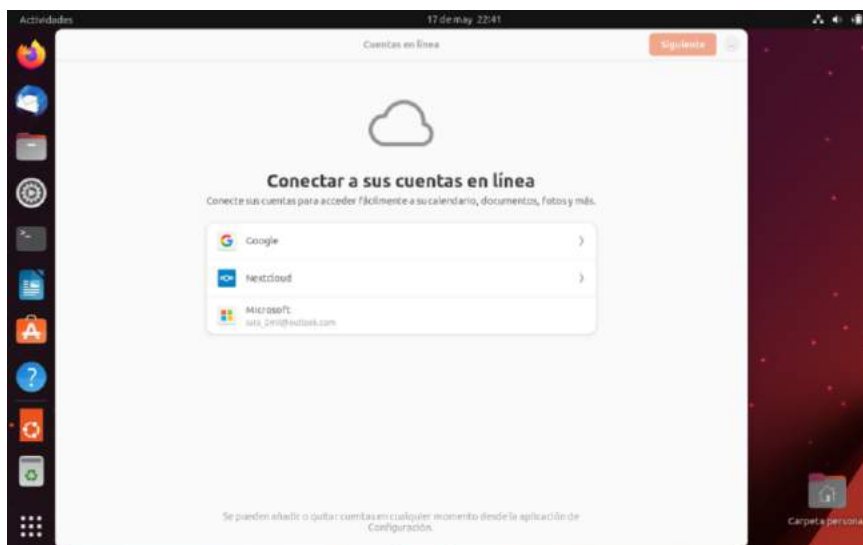 Actividades
17 de may 22:41
Cuentas en línea
Siguiente
Conectar a sus cuentas en línea
Conecte sus cuentas para acceder fácilmente a su calendario, documentos, fotos y más.
Google
Nextcloud
Microsoft
Se pueden añadir o quitar cuentas en cualquier momento desde la aplicación de
Configuración.
Carpeta persona